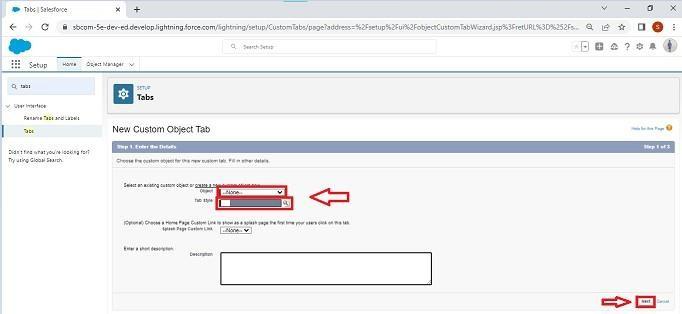 Tabs | Salesforce
sbcom-5e-dev-ed.develop.lightning.force.com/lightning/setup/CustomTabs/page?address=%2Fsetup%2Fui%2FobjectCustomTabWizard.jsp%3FretURL%3D%252Fs...
Search Setup
Setup
Home
Object Manager
tabs
User Interface
Rename Tabs and Labels
Tabs
Didn't find what you're looking for?
Try using Global Search.
SETUP
Tabs
New Custom Object Tab
Help for this Page
Step 1. Enter the Details
Step 1 of 3
Choose the custom object for this new custom tab. Fill in other details.
Select an existing custom object or create a new custom object now.
Object
--None--
Tab Style
(Optional) Choose a Home Page Custom Link to show as a splash page the first time your users click on this tab.
Splash Page Custom Link
--None--
Enter a short description.
Description
Next
Cancel